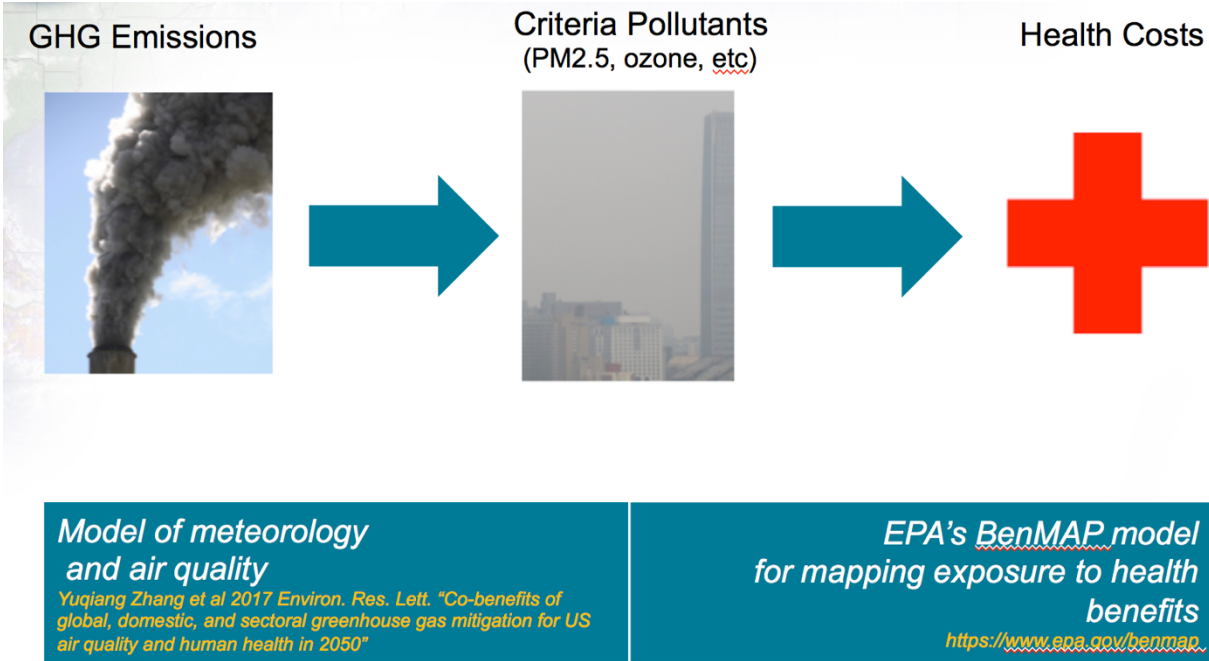 GHG Emissions
Criteria Pollutants
(PM2.5, ozone, etc)
Health Costs
Model of meteorology
and air quality
Yuqiang Zhang et al 2017 Environ. Res. Lett. “Co-benefits of
global, domestic, and sectoral greenhouse gas mitigation for US
air quality and human health in 2050”
EPA’s BenMAP model
for mapping exposure to health
benefits
https://www.epa.gov/benmap